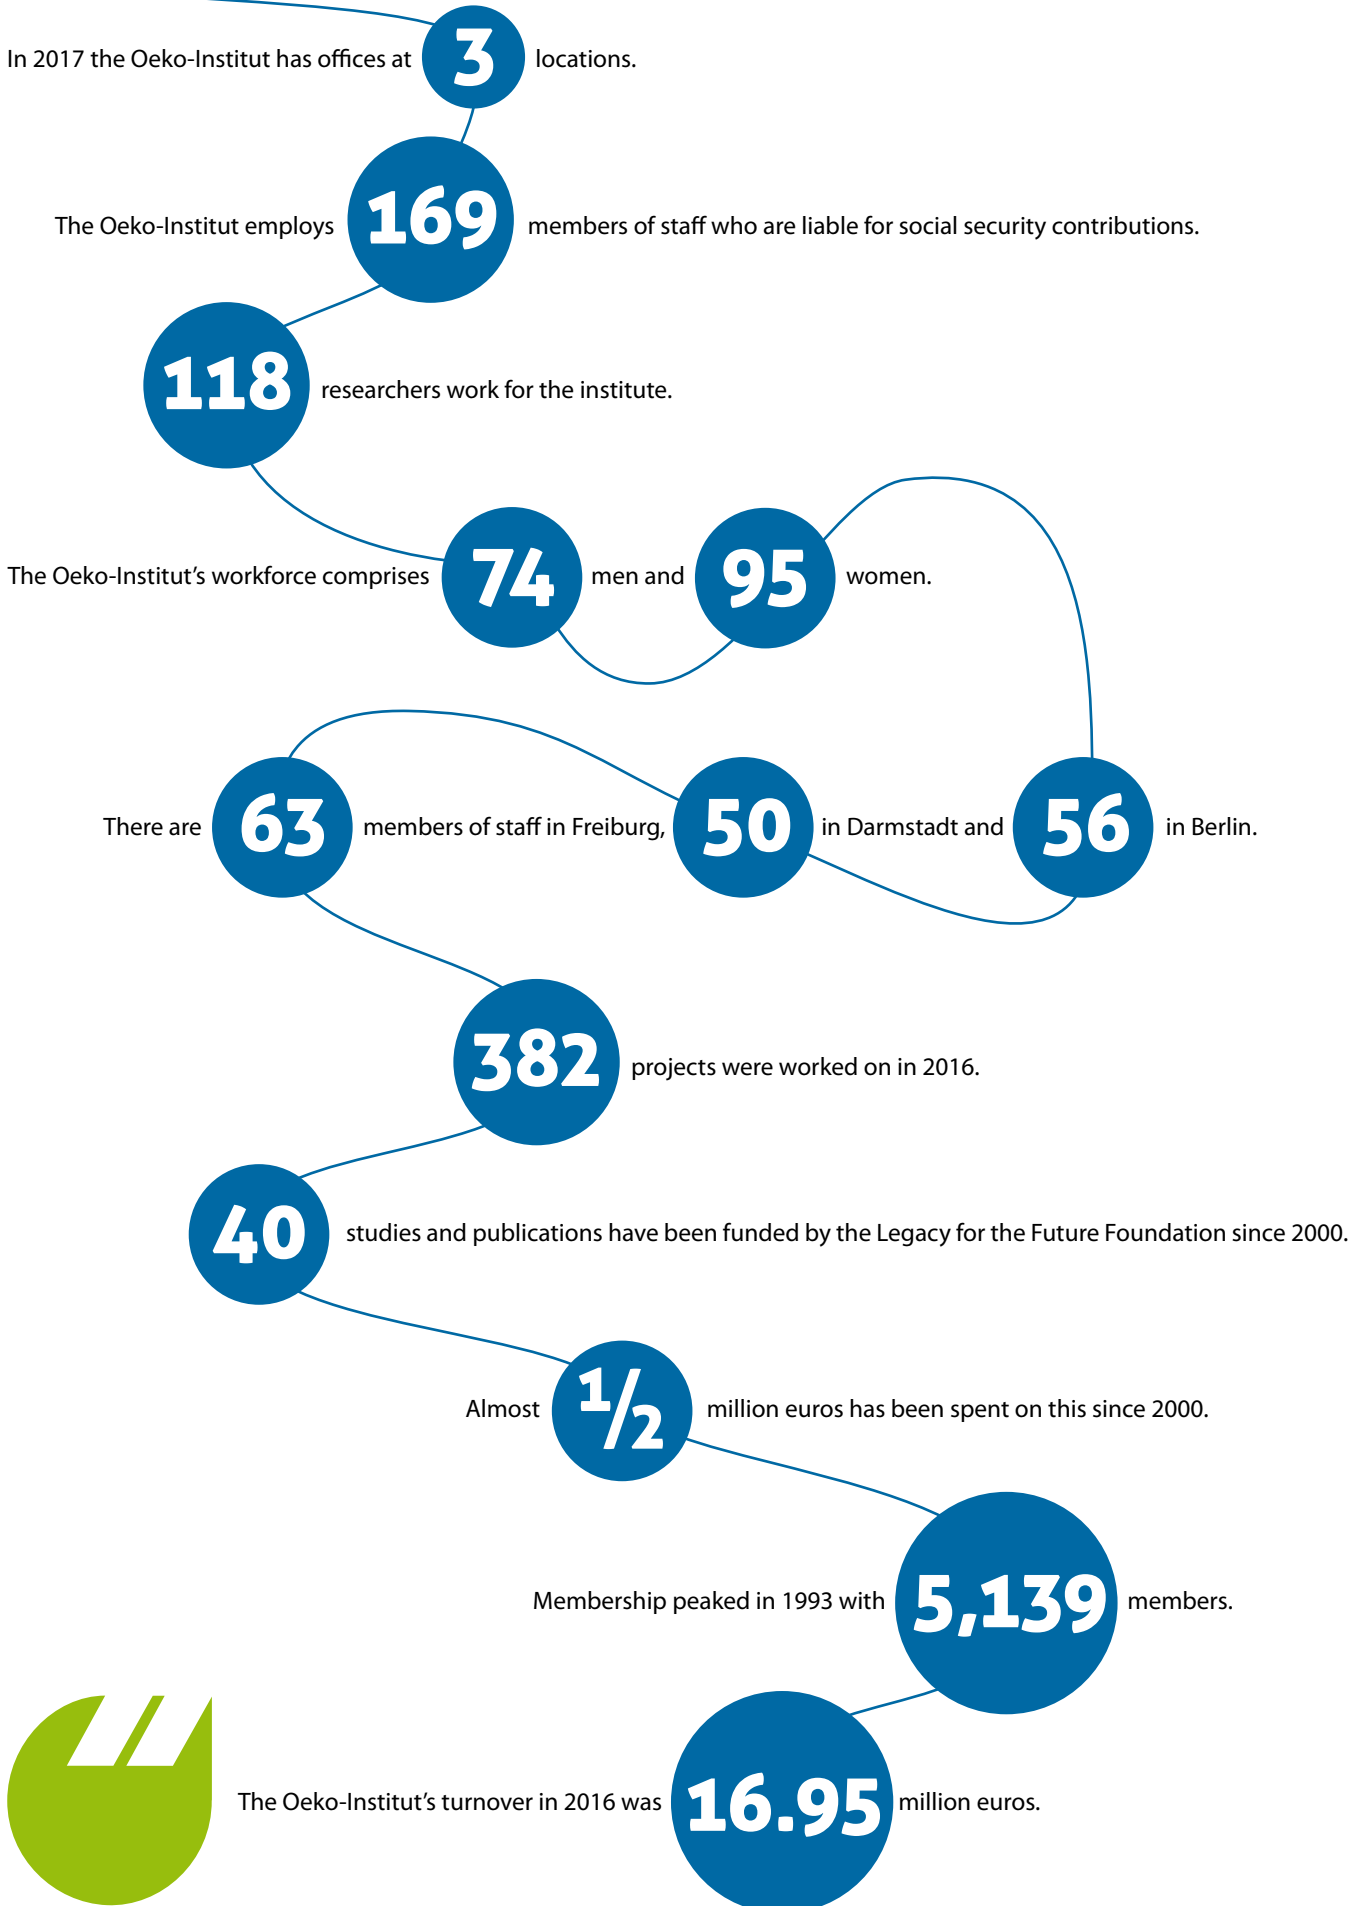 In 2017 the Oeko-Institut has offices at 3 locations.
The Oeko-Institut employs 169 members of staff who are liable for social security contributions.
118 researchers work for the institute.
The Oeko-Institut’s workforce comprises 74 men and 95 women.
There are 63 members of staff in Freiburg, 50 in Darmstadt and 56 in Berlin.
382 projects were worked on in 2016.
40 studies and publications have been funded by the Legacy for the Future Foundation since 2000.
Almost 1/2 million euros has been spent on this since 2000.
Membership peaked in 1993 with 5,139 members.
The Oeko-Institut’s turnover in 2016 was 16.95 million euros.